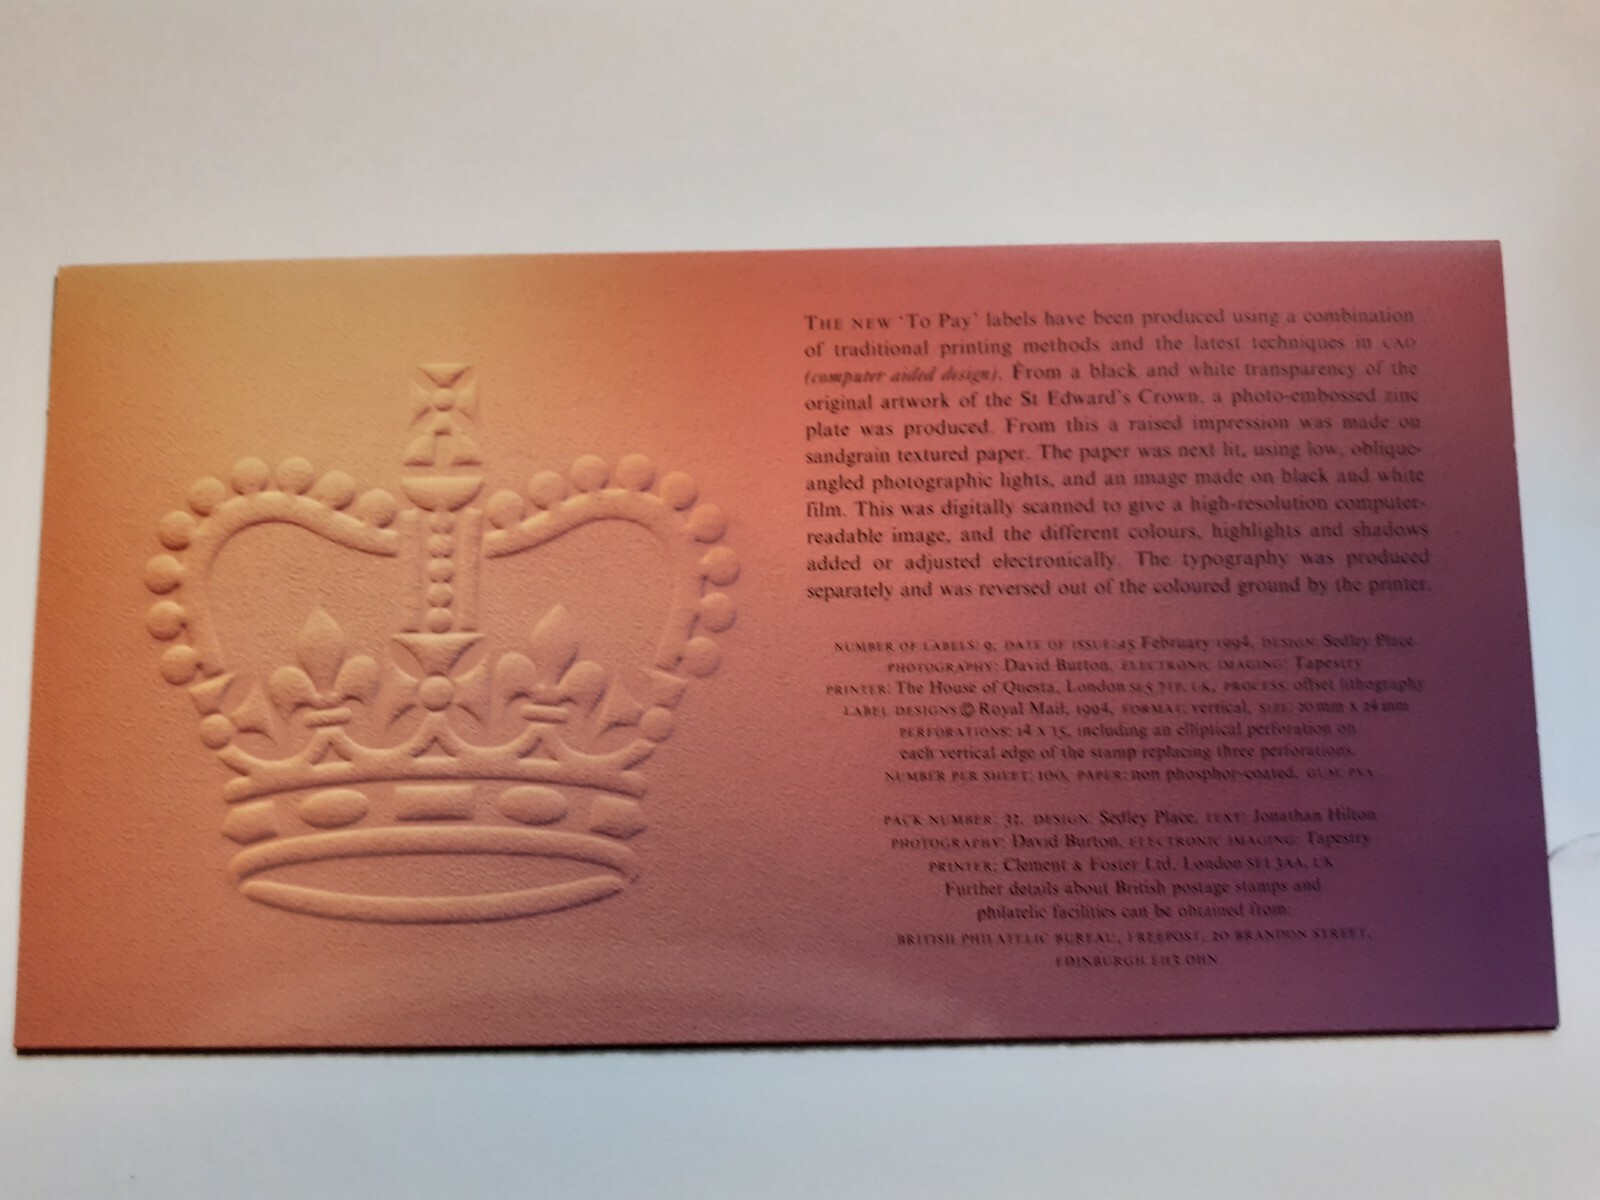 THE NEW 'To Pay' labels have been produced using a combination
of traditional printing methods and the latest techniques in CAD
(computer aided design). From a black and white transparency of the
original artwork of the St Edward's Crown, a photo-embossed zinc
plate was produced. From this a raised impression was made on
sandgrain textured paper. The paper was next lit, using low, oblique-
angled photographic lights, and an image made on black and white
film. This was digitally scanned to give a high-resolution computer-
readable image, and the different colours, highlights and shadows
added or adjusted electronically. The typography was produced
separately and was reversed out of the coloured ground by the printer.
NUMBER OF LABELS: 9, DATE OF ISSUE: 15 February 1994, DESIGN: Sedley Place
PHOTOGRAPHY: David Burton, ELECTRONIC IMAGING: Tapestry
PRINTER: The House of Questa, London SE5 7TP, UK, PROCESS: offset lithography
LABEL DESIGNS © Royal Mail, 1994, FORMAT: vertical, SIZE: 20 mm X 24 mm
PERFORATIONS: 14 X 15, including an elliptical perforation on
each vertical edge of the stamp replacing three perforations.
NUMBER PER SHEET: 100, PAPER: non phosphor-coated, GUM: PVA
PACK NUMBER: 32, DESIGN: Sedley Place, TEXT: Jonathan Hilton
PHOTOGRAPHY: David Burton, ELECTRONIC IMAGING: Tapestry
PRINTER: Clement & Foster Ltd, London SE1 3AA, UK
Further details about British postage stamps and
philatelic facilities can be obtained from:
BRITISH PHILATELIC BUREAU, FREEPOST, 20 BRANDON STREET,
EDINBURGH EH3 0HN